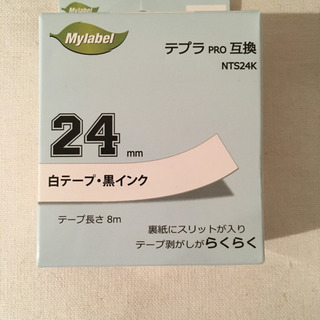 Mylabel
Mylabel
テプラ PRO 互換
NTS24K
24 mm
白テープ・黒インク
テープ長さ 8m
裏紙にスリットが入り
テープ剥がしがらくらく